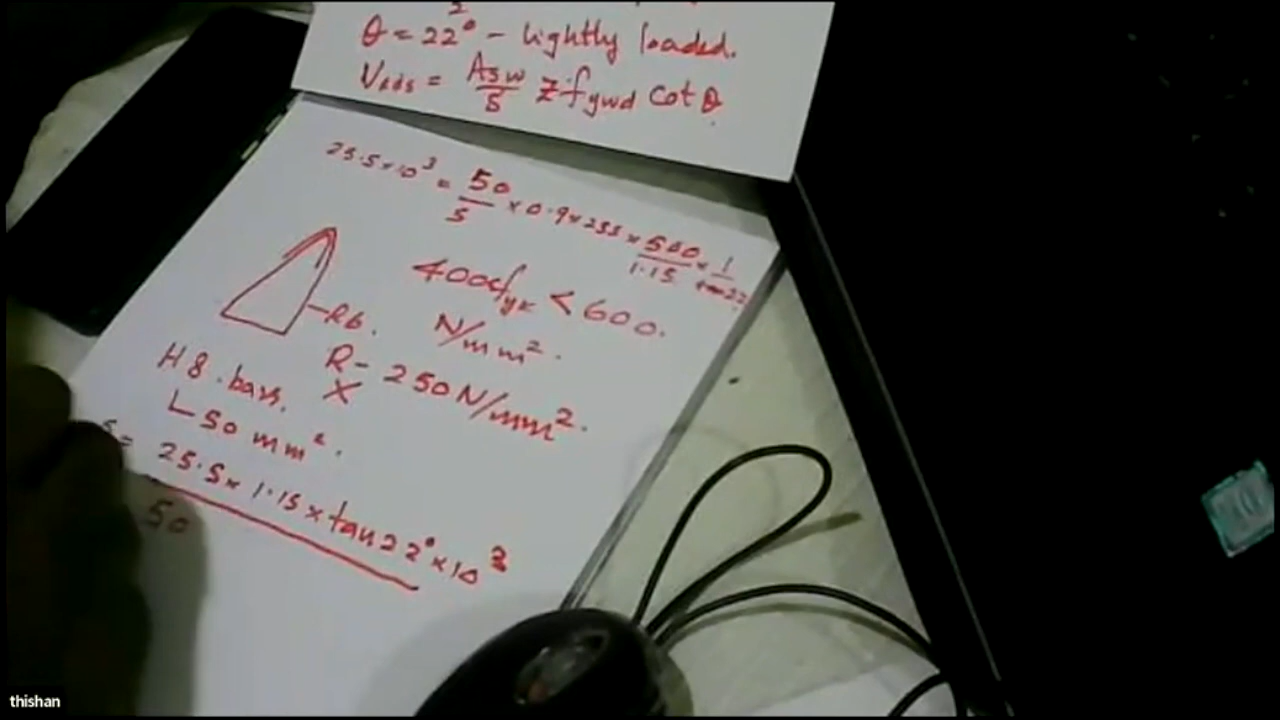 θ = 22° - lightly loaded.
VRds = Asw/S z fywd cot θ
25.5×10³ = 50/S × 0.9×255 × 500/1.15 × 1/tan22
400<fyk < 600.
N/mm².
R6.
R - 250 N/mm².
X
H8 . bars.
50 mm².
S = 25.5 × 1.15 × tan22° × 10³
50
thishan